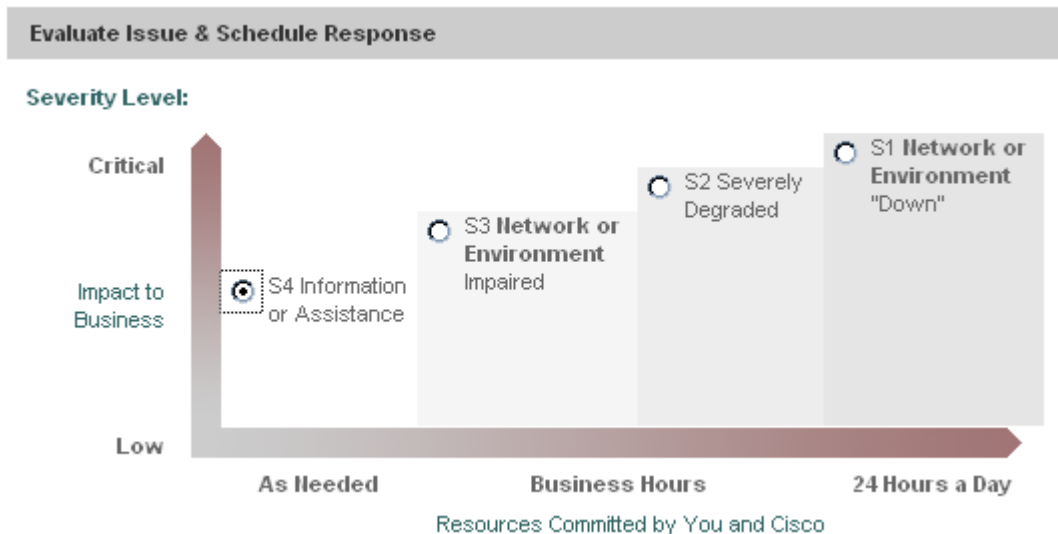 Evaluate Issue & Schedule Response
Severity Level:
Critical
Impact to
Business
Low
S4 Information
or Assistance
S3 Network or
Environment
Impaired
S2 Severely
Degraded
S1 Network or
Environment
"Down"
As Needed
Business Hours
24 Hours a Day
Resources Committed by You and Cisco